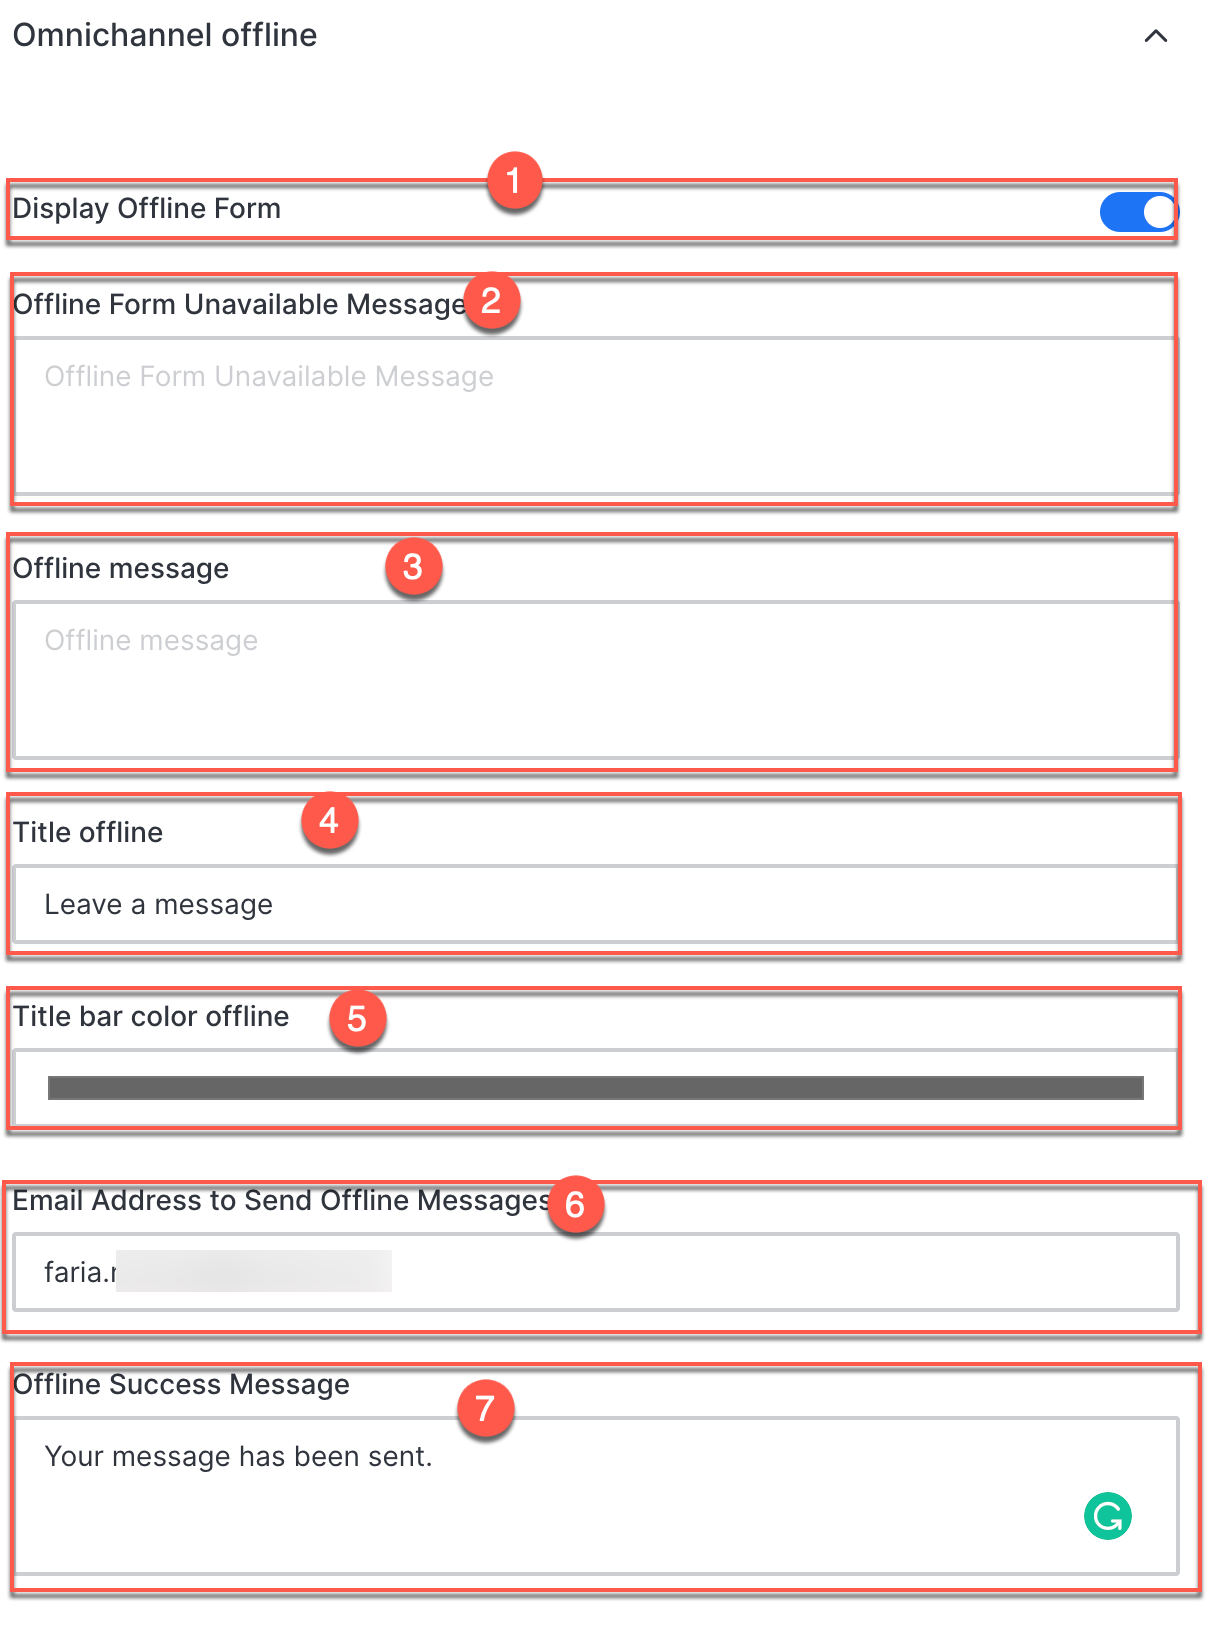 Omnichannel offline
1
Display Offline Form
Offline Form Unavailable Message 2
Offline Form Unavailable Message
Offline message 3
Offline message
Title offline 4
Leave a message
Title bar color offline 5
Email Address to Send Offline Messages 6
faria.
Offline Success Message
7
Your message has been sent.